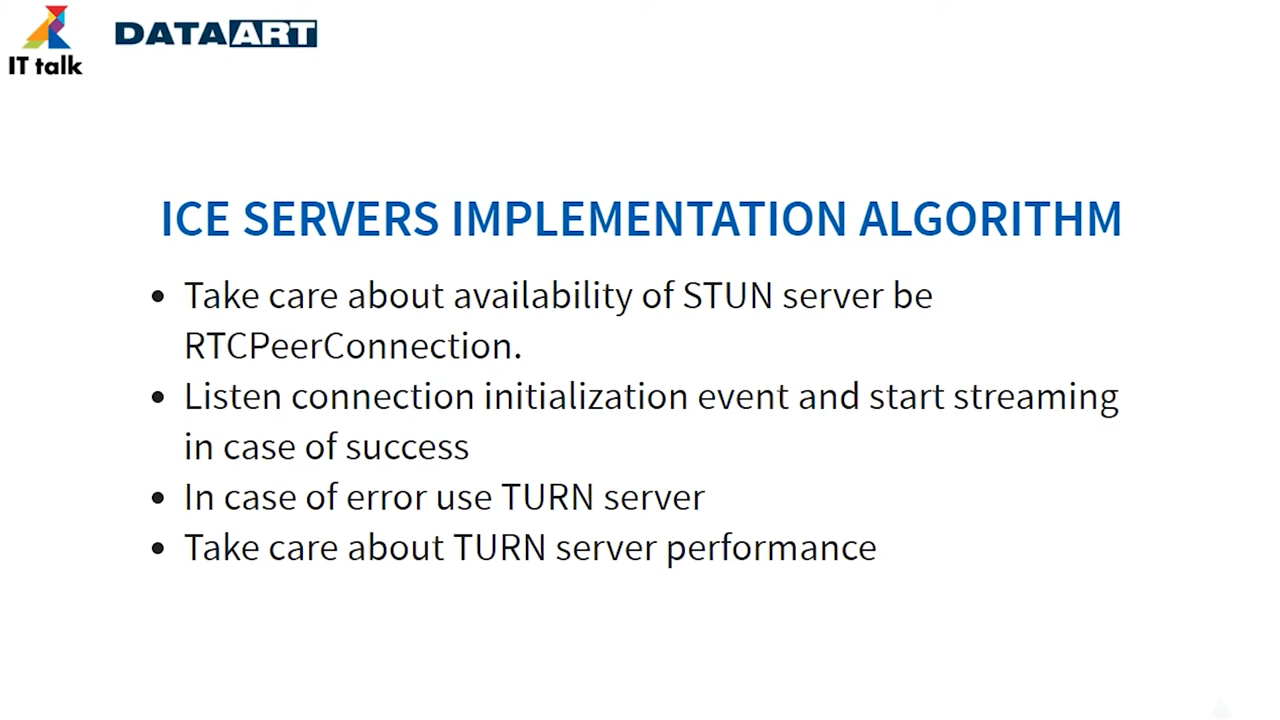 IT talk
DATAART
ICE SERVERS IMPLEMENTATION ALGORITHM
• Take care about availability of STUN server be
RTCPeerConnection.
• Listen connection initialization event and start streaming
in case of success
• In case of error use TURN server
• Take care about TURN server performance